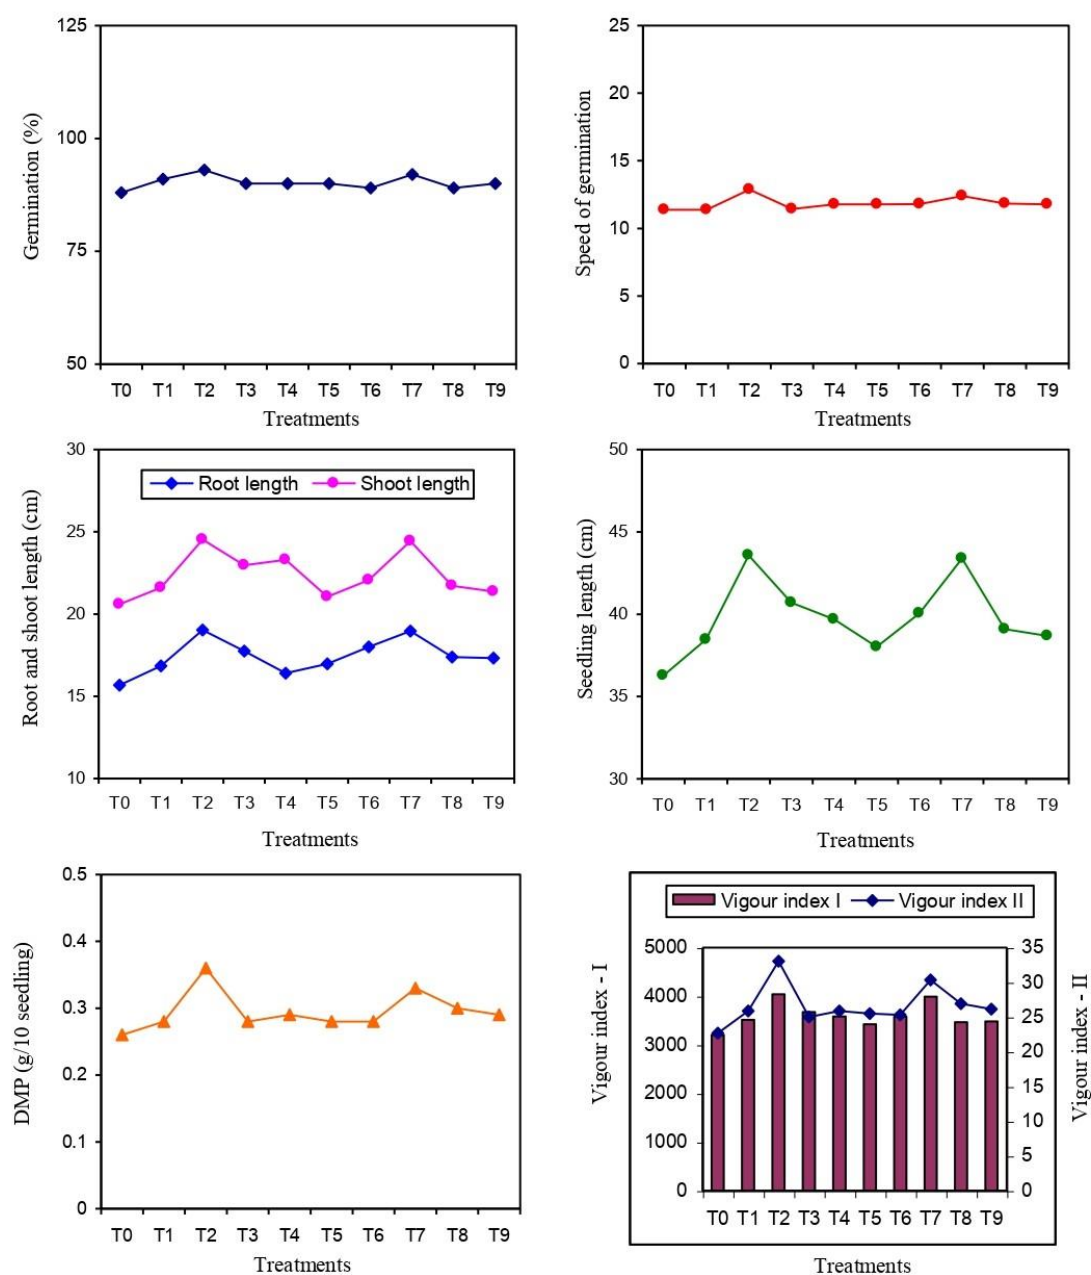 Germination (%)
125
100
75
50
T0 T1 T2 T3 T4 T5 T6 T7 T8 T9
Treatments
Speed of germination
25
20
15
10
5
0
T0 T1 T2 T3 T4 T5 T6 T7 T8 T9
Treatments
Root and shoot length (cm)
Root length Shoot length
30
25
20
15
10
T0 T1 T2 T3 T4 T5 T6 T7 T8 T9
Treatments
Seedling length (cm)
50
45
40
35
30
T0 T1 T2 T3 T4 T5 T6 T7 T8 T9
Treatments
DMP (g/10 seedling)
0.5
0.4
0.3
0.2
0.1
0
T0 T1 T2 T3 T4 T5 T6 T7 T8 T9
Treatments
Vigour index I Vigour index II
Vigour index - I
5000
4000
3000
2000
1000
0
35
30
25
20
15
10
5
0
Vigour index - II
T0 T1 T2 T3 T4 T5 T6 T7 T8 T9
Treatments